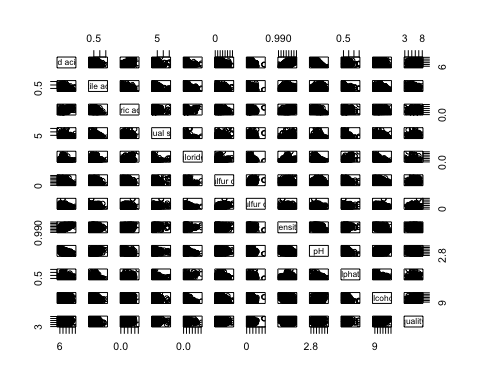 0.5 5 0 0.990 0.5 3 8
d aci 6
0.5 ile ac
ric ac 0.0
5 ual s
lorid 0.0
0 ulfur c
ulfur c 0
0.990 ensit
pH 2.8
0.5 lphat
lcoho 9
3 uality
6 0.0 0.0 0 2.8 9